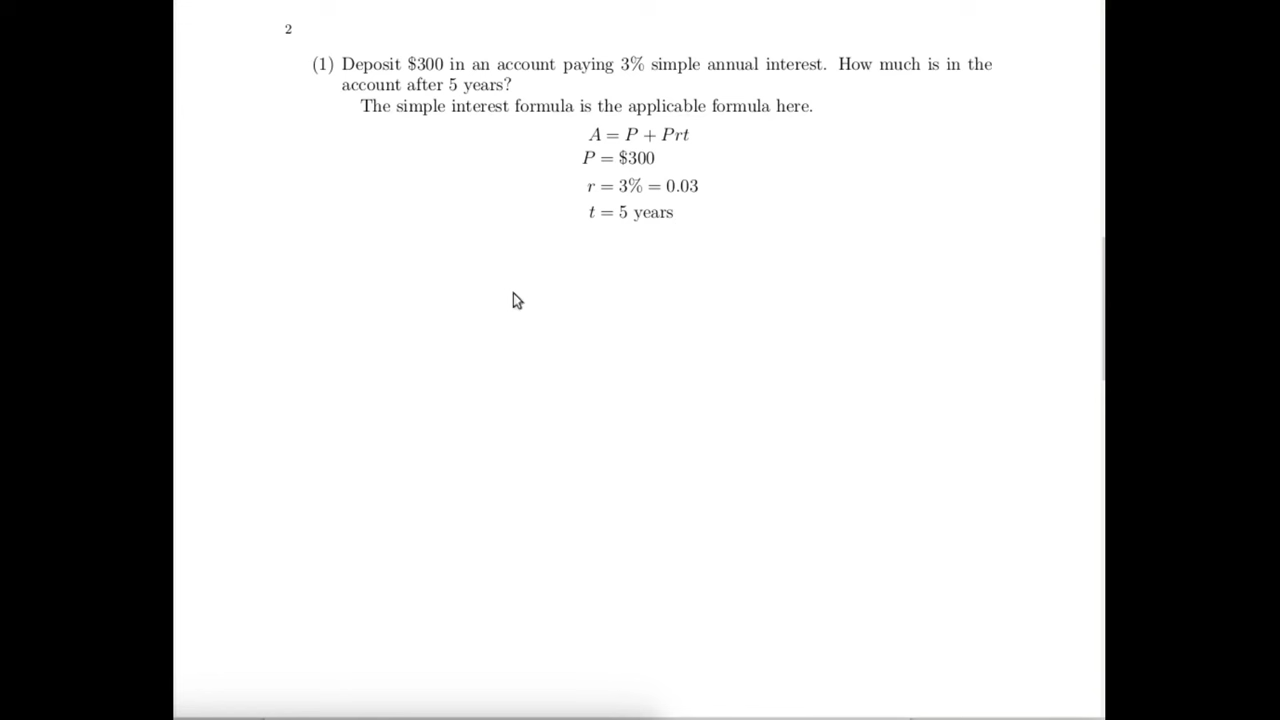 2
(1) Deposit $300 in an account paying 3% simple annual interest. How much is in the
account after 5 years?
The simple interest formula is the applicable formula here.
A = P + Prt
P = $300
r = 3% = 0.03
t = 5 years